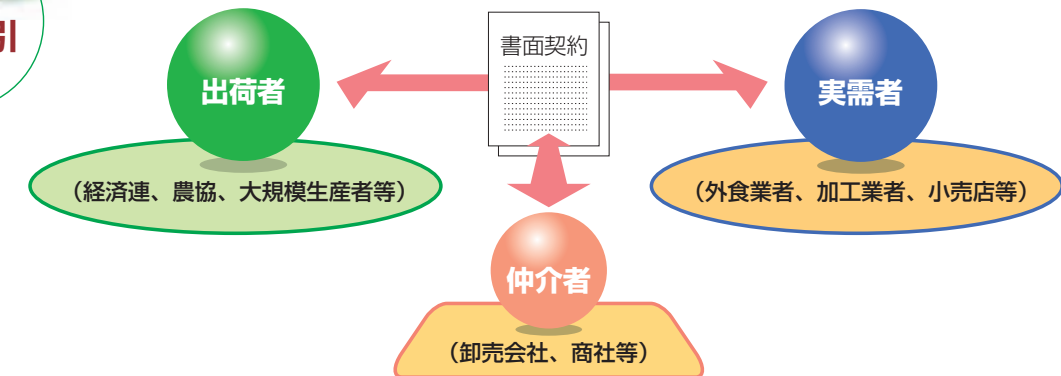 引
書面契約
出荷者
実需者
（経済連、農協、大規模生産者等）
（外食業者、加工業者、小売店等）
仲介者
（卸売会社、商社等）